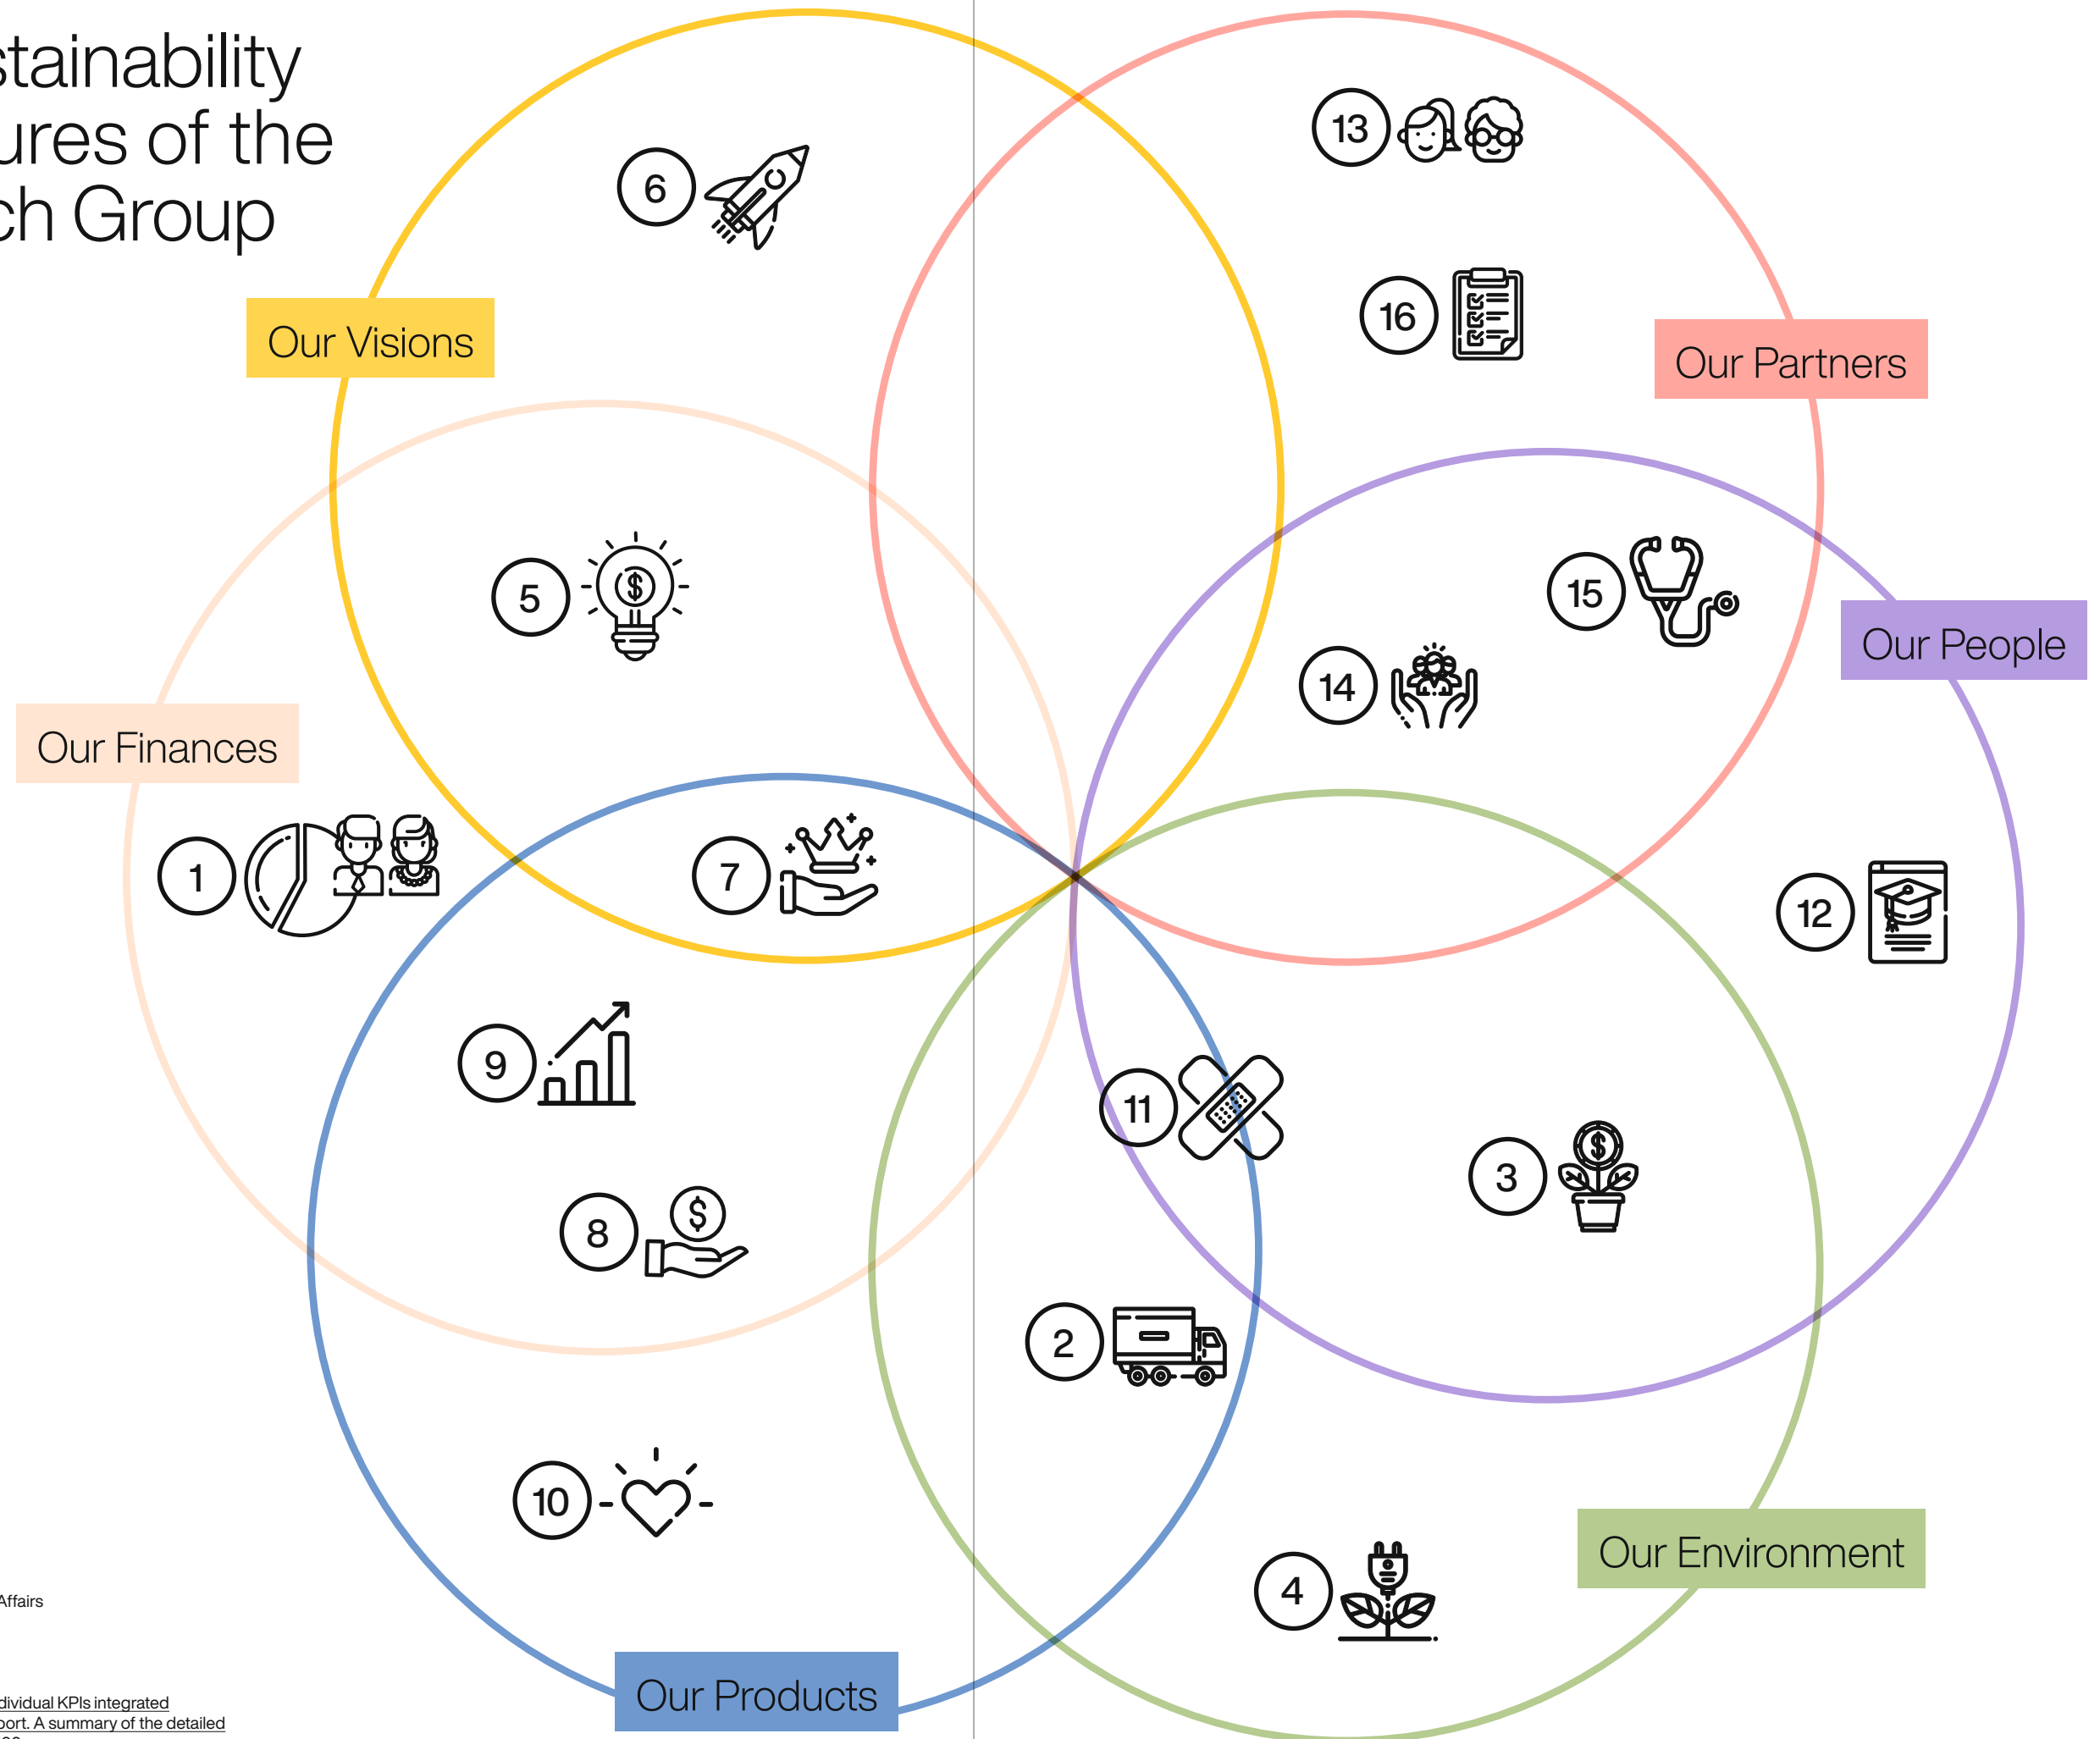 stainability
ures of the
ch Group
13
6
16
Our Visions
Our Partners
5
15
Our People
14
Our Finances
1
7
12
9
11
3
8
2
10
Our Environment
4
Affairs
Our Products
dividual KPIs integrated
port. A summary of the detailed